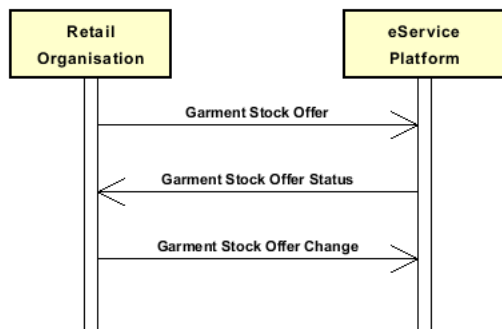 Retail
Organisation
eService
Platform
Garment Stock Offer
Garment Stock Offer Status
Garment Stock Offer Change